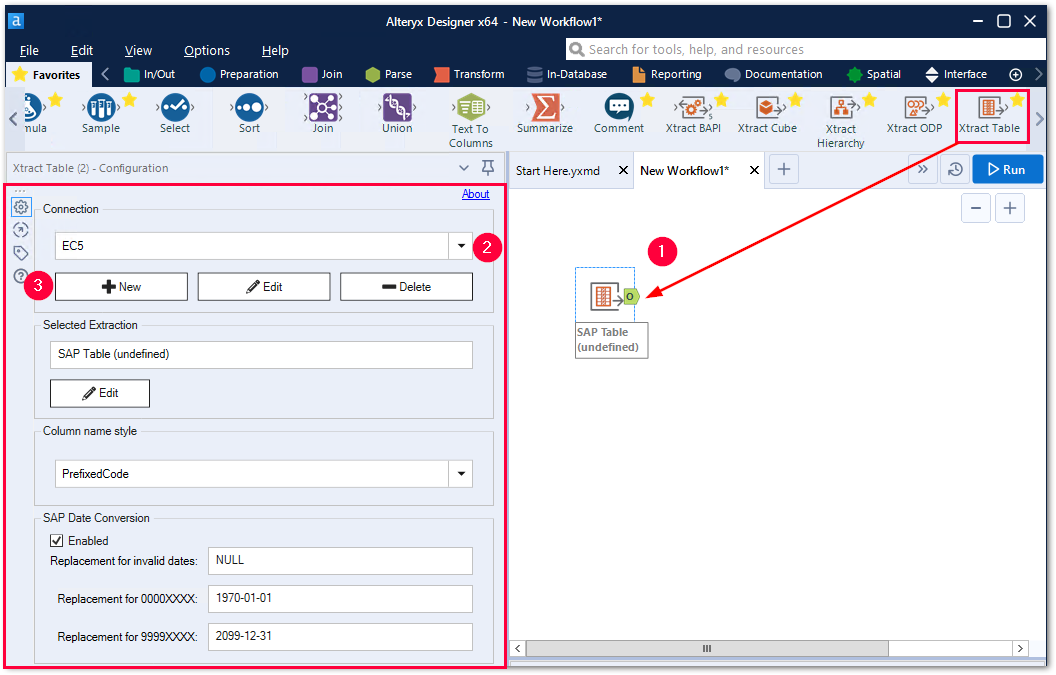 a
Alteryx Designer x64 - New Workflow1*
File Edit View Options Help
Search for tools, help, and resources
Favorites In/Out Preparation Join Parse Transform In-Database Reporting Documentation Spatial Interface
mula Sample Select Sort Join Union Text To Columns Summarize Comment Xtract BAPI Xtract Cube Xtract Hierarchy Xtract ODP Xtract Table
Xtract Table (2) - Configuration
Start Here.yxmd New Workflow1* Run
About
Connection
EC5
2
3
New Edit Delete
Selected Extraction
SAP Table (undefined)
Edit
Column name style
PrefixedCode
SAP Date Conversion
Enabled
Replacement for invalid dates: NULL
Replacement for 0000XXXX: 1970-01-01
Replacement for 9999XXXX: 2099-12-31
1
O
SAP Table
(undefined)